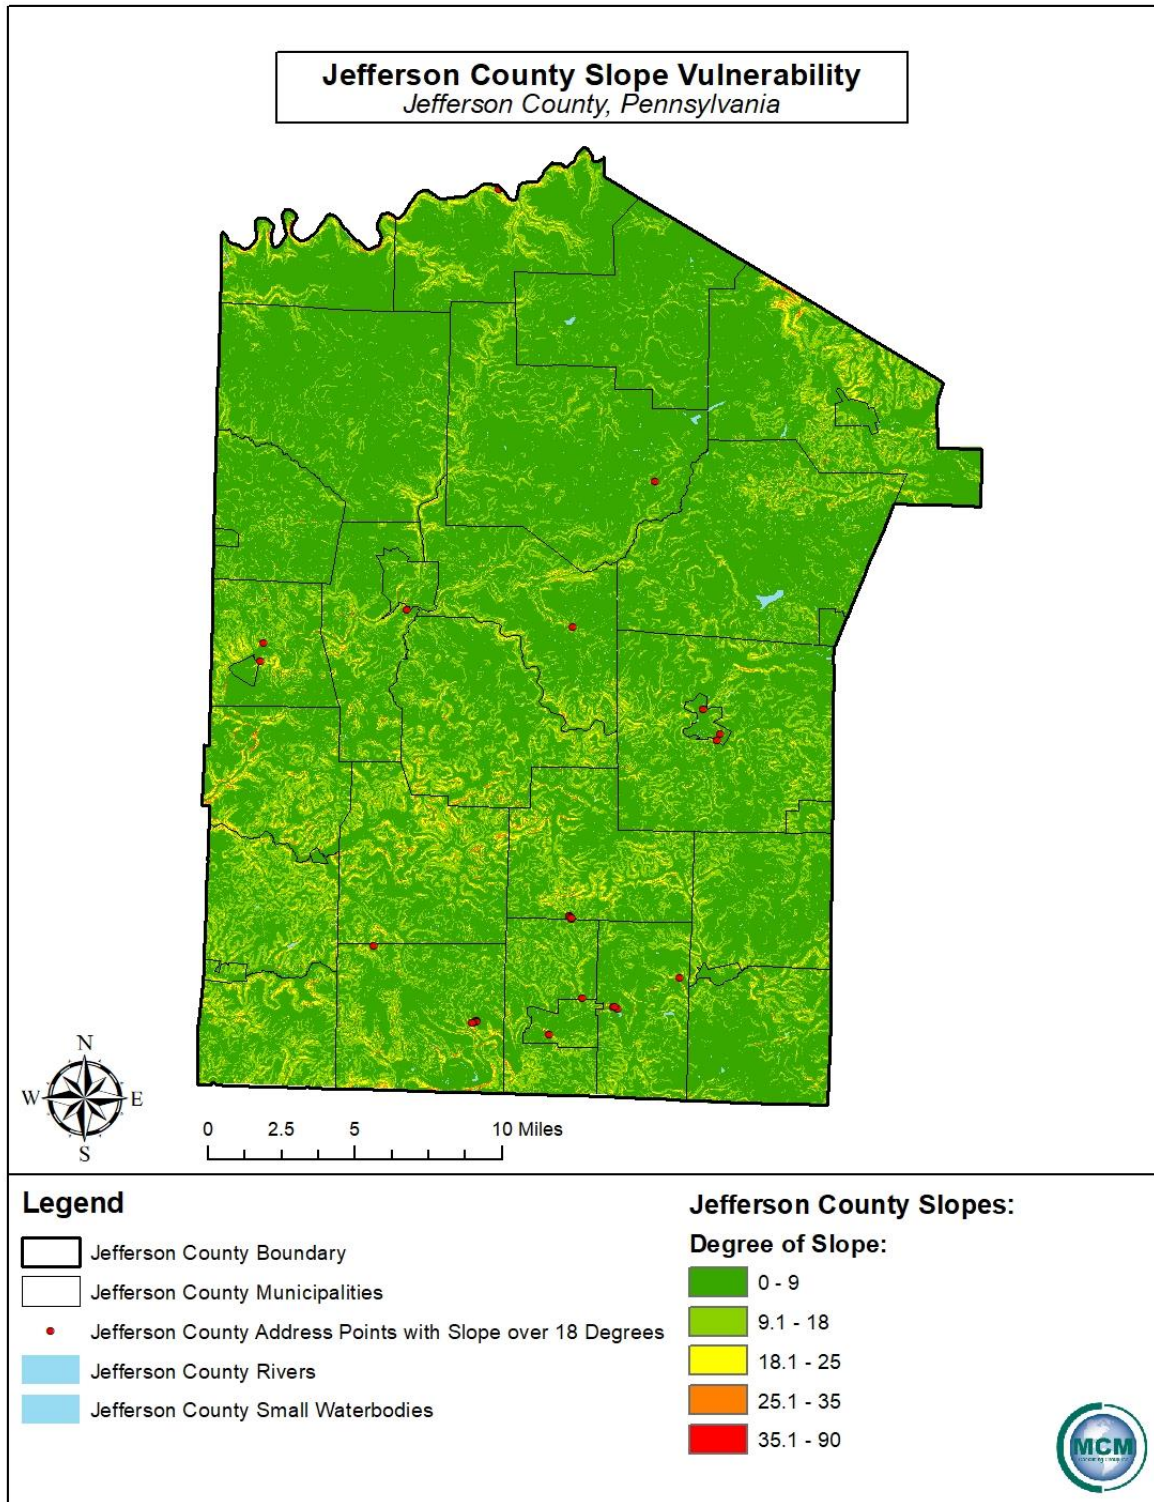 Jefferson County Slope Vulnerability
Jefferson County, Pennsylvania
N
W E
S
0 2.5 5 10 Miles
Legend
Jefferson County Boundary
Jefferson County Municipalities
Jefferson County Address Points with Slope over 18 Degrees
Jefferson County Rivers
Jefferson County Small Waterbodies
Jefferson County Slopes:
Degree of Slope:
0 - 9
9.1 - 18
18.1 - 25
25.1 - 35
35.1 - 90
MCM